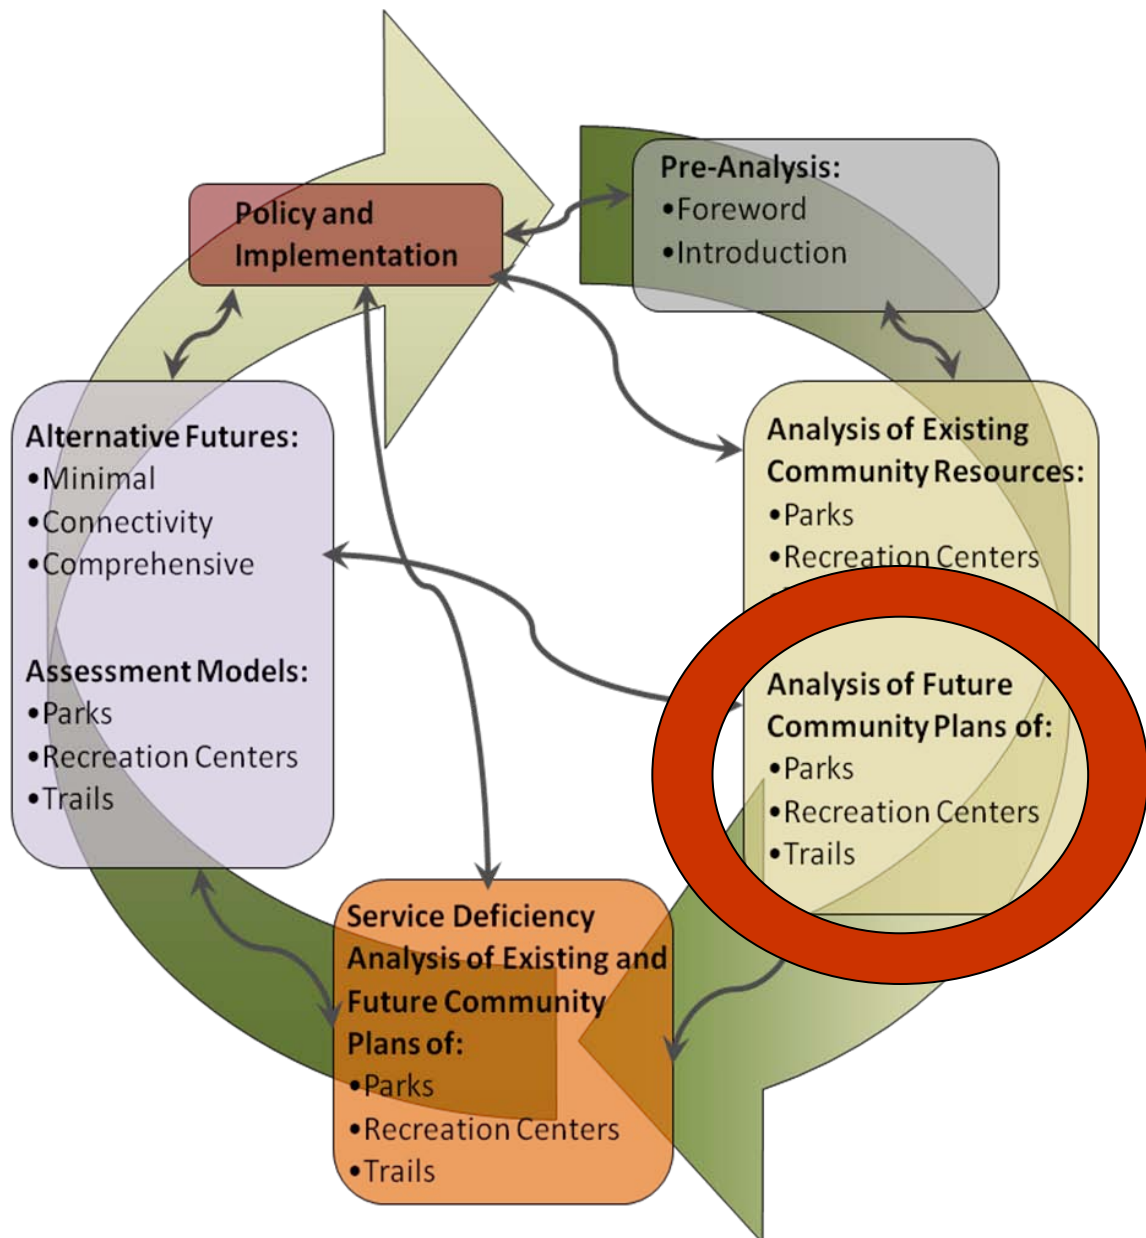 Policy and
Implementation
Pre-Analysis:
•Foreword
•Introduction
Analysis of Existing
Community Resources:
•Parks
•Recreation Centers
Analysis of Future
Community Plans of:
•Parks
•Recreation Centers
•Trails
Service Deficiency
Analysis of Existing and
Future Community
Plans of:
•Parks
•Recreation Centers
•Trails
Alternative Futures:
•Minimal
•Connectivity
•Comprehensive
Assessment Models:
•Parks
•Recreation Centers
•Trails